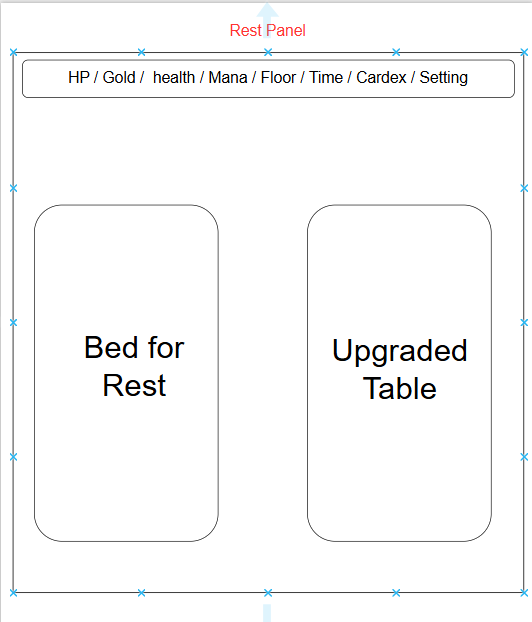 Rest Panel
HP / Gold /  health / Mana / Floor / Time / Cardex / Setting
Bed for
Rest
Upgraded
Table